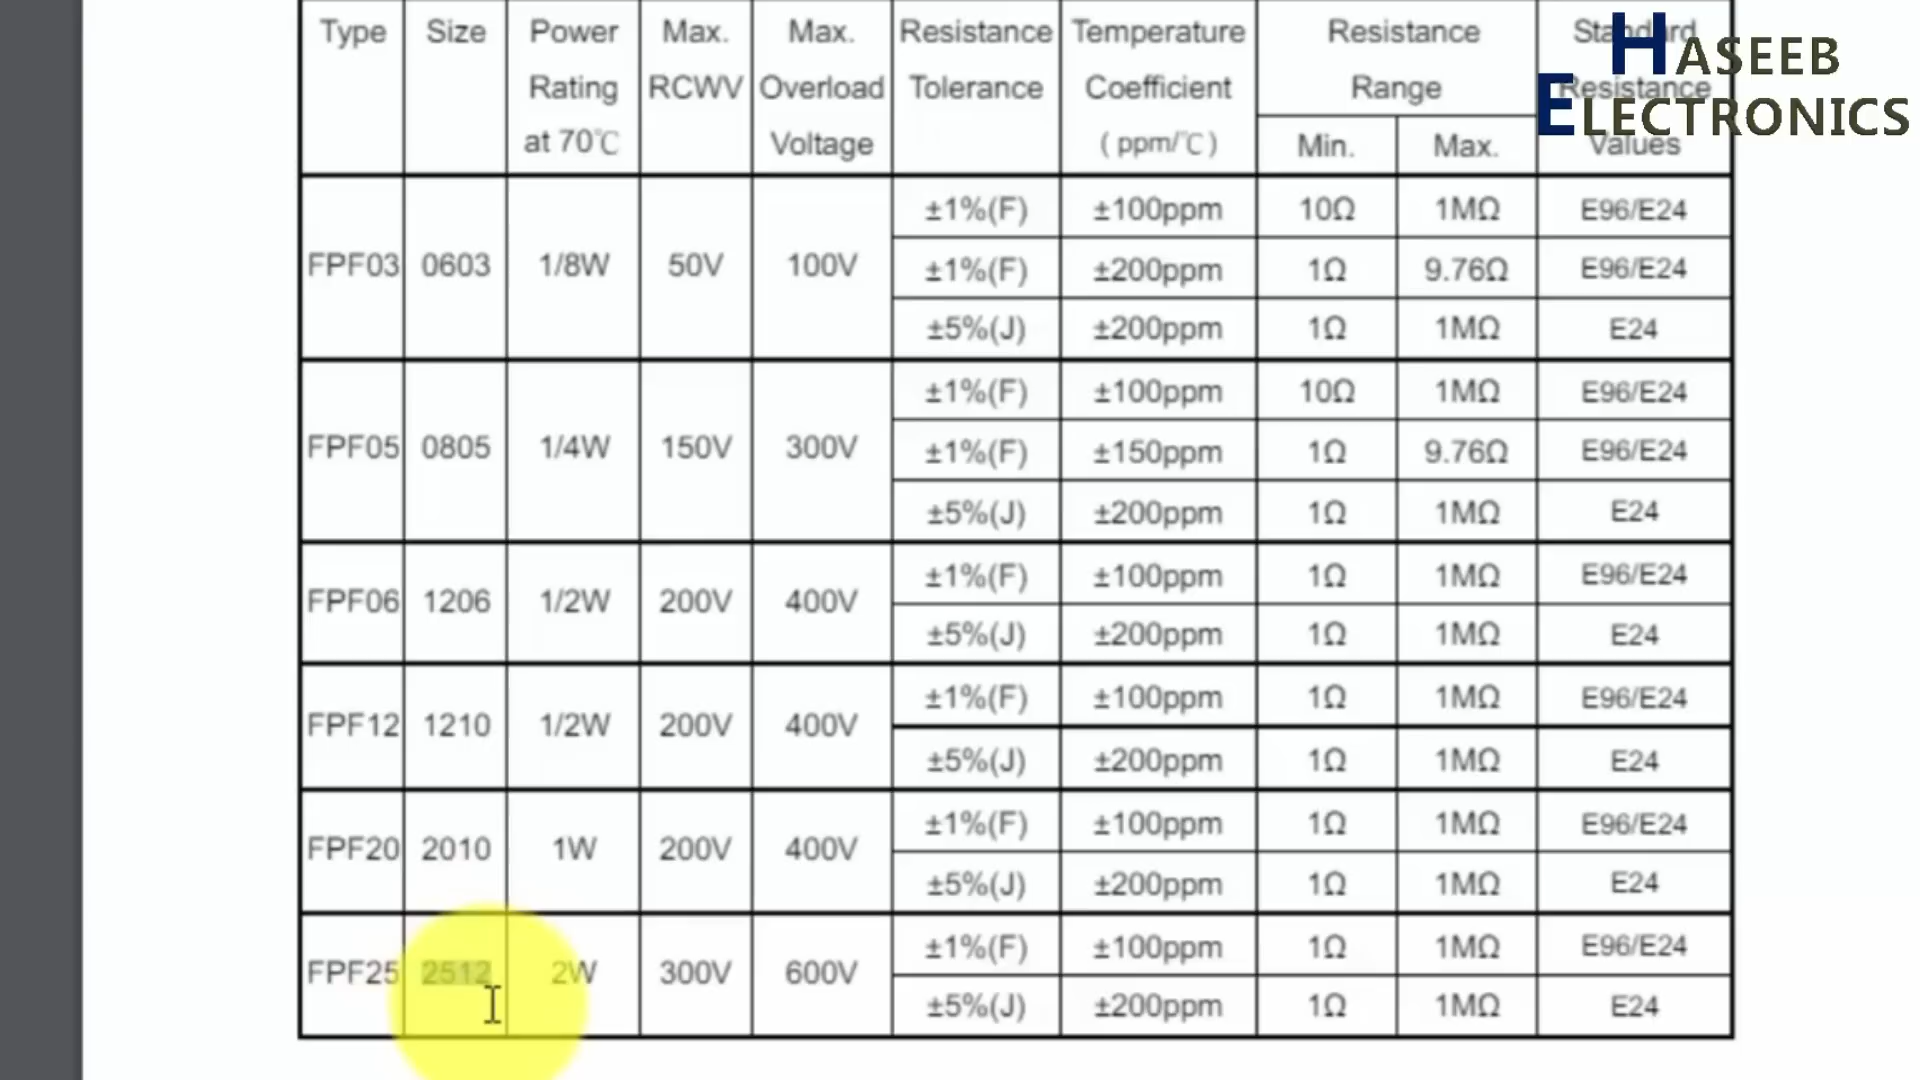 Type Size Power Max. Max. Resistance Temperature Resistance Standard
Rating RCWV Overload Tolerance Coefficient Range Resistance
at 70℃ Voltage ( ppm/℃ ) Min. Max. Values
HASEEB
ELECTRONICS
±1%(F) ±100ppm 10Ω 1MΩ E96/E24
FPF03 0603 1/8W 50V 100V ±1%(F) ±200ppm 1Ω 9.76Ω E96/E24
±5%(J) ±200ppm 1Ω 1MΩ E24
±1%(F) ±100ppm 10Ω 1MΩ E96/E24
FPF05 0805 1/4W 150V 300V ±1%(F) ±150ppm 1Ω 9.76Ω E96/E24
±5%(J) ±200ppm 1Ω 1MΩ E24
FPF06 1206 1/2W 200V 400V ±1%(F) ±100ppm 1Ω 1MΩ E96/E24
±5%(J) ±200ppm 1Ω 1MΩ E24
FPF12 1210 1/2W 200V 400V ±1%(F) ±100ppm 1Ω 1MΩ E96/E24
±5%(J) ±200ppm 1Ω 1MΩ E24
FPF20 2010 1W 200V 400V ±1%(F) ±100ppm 1Ω 1MΩ E96/E24
±5%(J) ±200ppm 1Ω 1MΩ E24
FPF25 2512 2W 300V 600V ±1%(F) ±100ppm 1Ω 1MΩ E96/E24
±5%(J) ±200ppm 1Ω 1MΩ E24